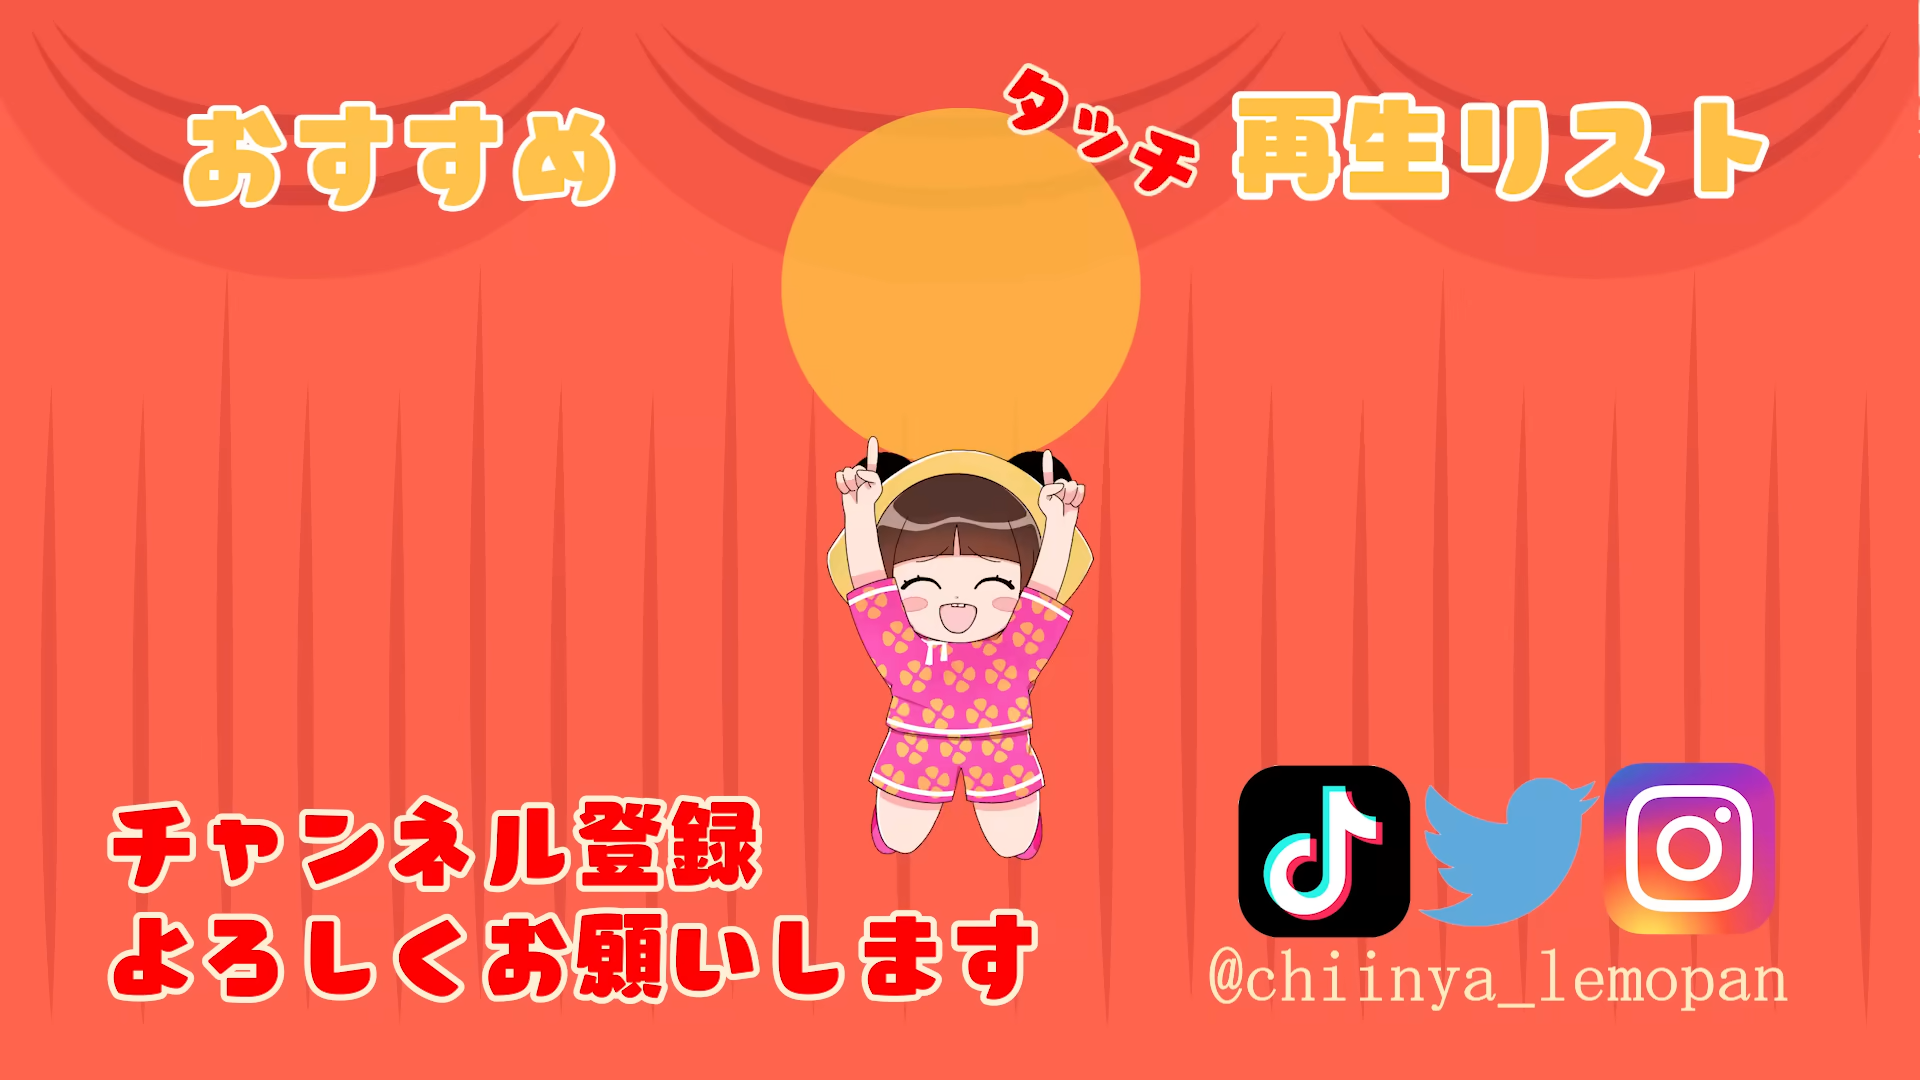 おすすめ
タッチ
再生リスト
チャンネル登録
よろしくお願いします
@chiinya_lemopan